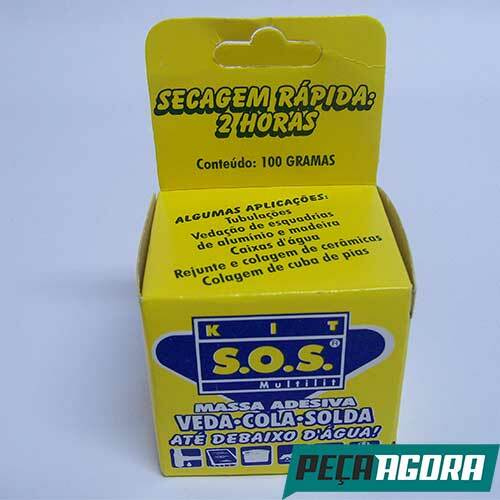 SECAGEM RÁPIDA:
2 HORAS
Conteúdo: 100 GRAMAS
ALGUMAS APLICAÇÕES:
Tubulações
Vedação de esquadrias
de alumínio e madeira
Caixas d'água
Rejunte e colagem de cerâmicas
Colagem de cuba de pias
KIT
S.O.S.®
Multilit
MASSA ADESIVA
VEDA·COLA·SOLDA
ATÉ DEBAIXO D'ÁGUA!
PEÇAAGORA